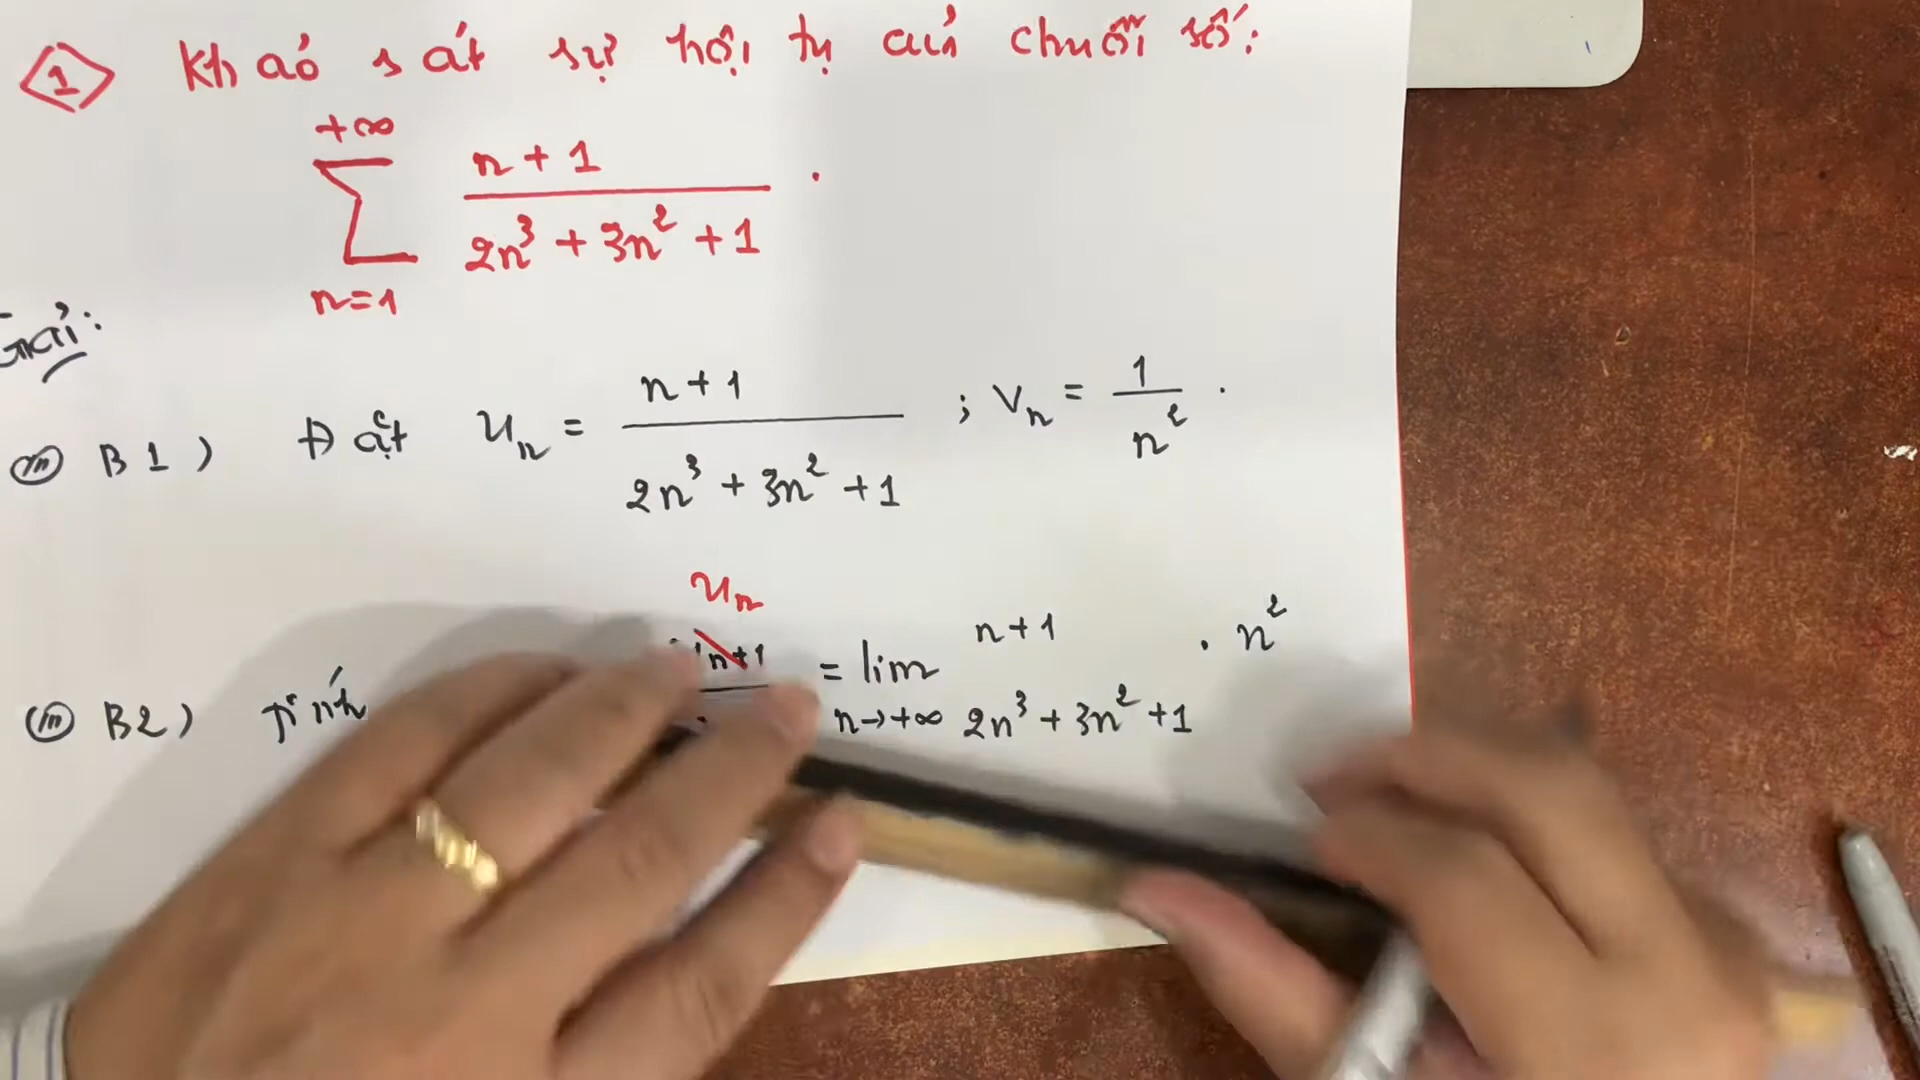 1 Khảo sát sự hội tụ của chuỗi số:
+∞
∑ n+1 / 2n³ + 3n² + 1 .
n=1
Giải:
B1) Đặt uₙ = n+1 / 2n³ + 3n² + 1 ; vₙ = 1 / n² .
uₙ
B2) Tính n+1 = lim n→+∞ n+1 2n³ + 3n² + 1 . n²